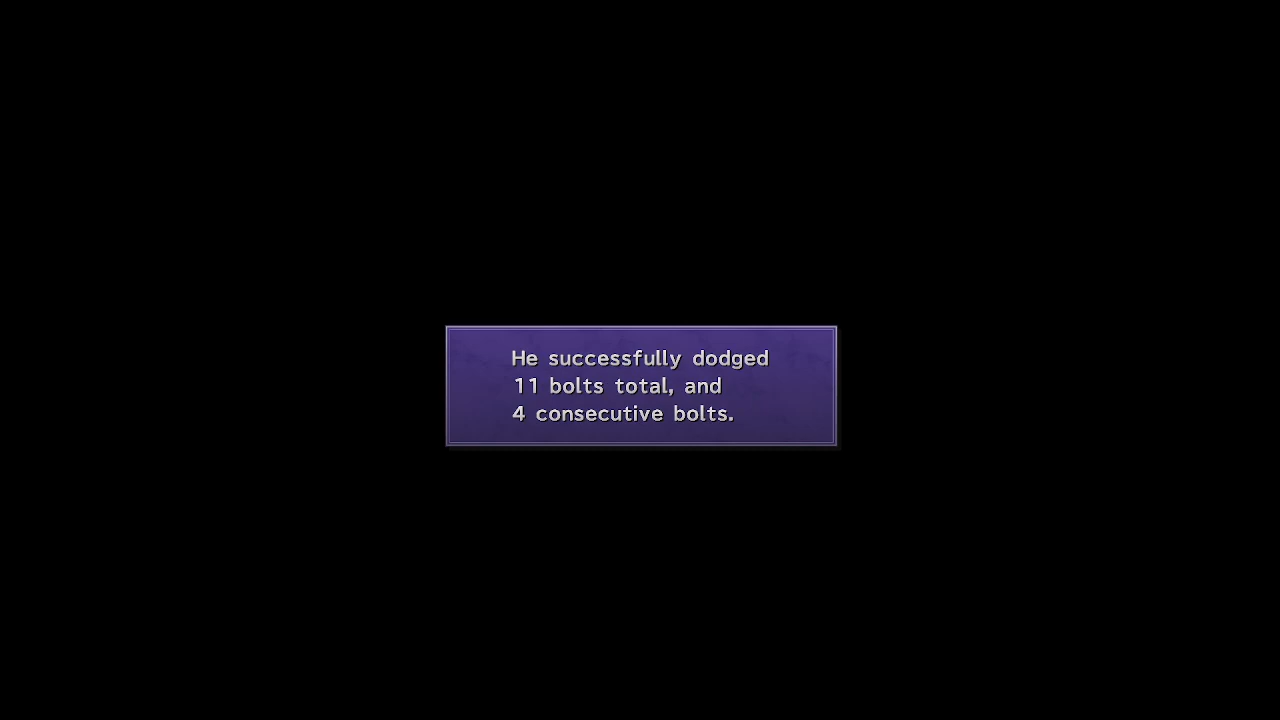 He successfully dodged
11 bolts total, and
4 consecutive bolts.